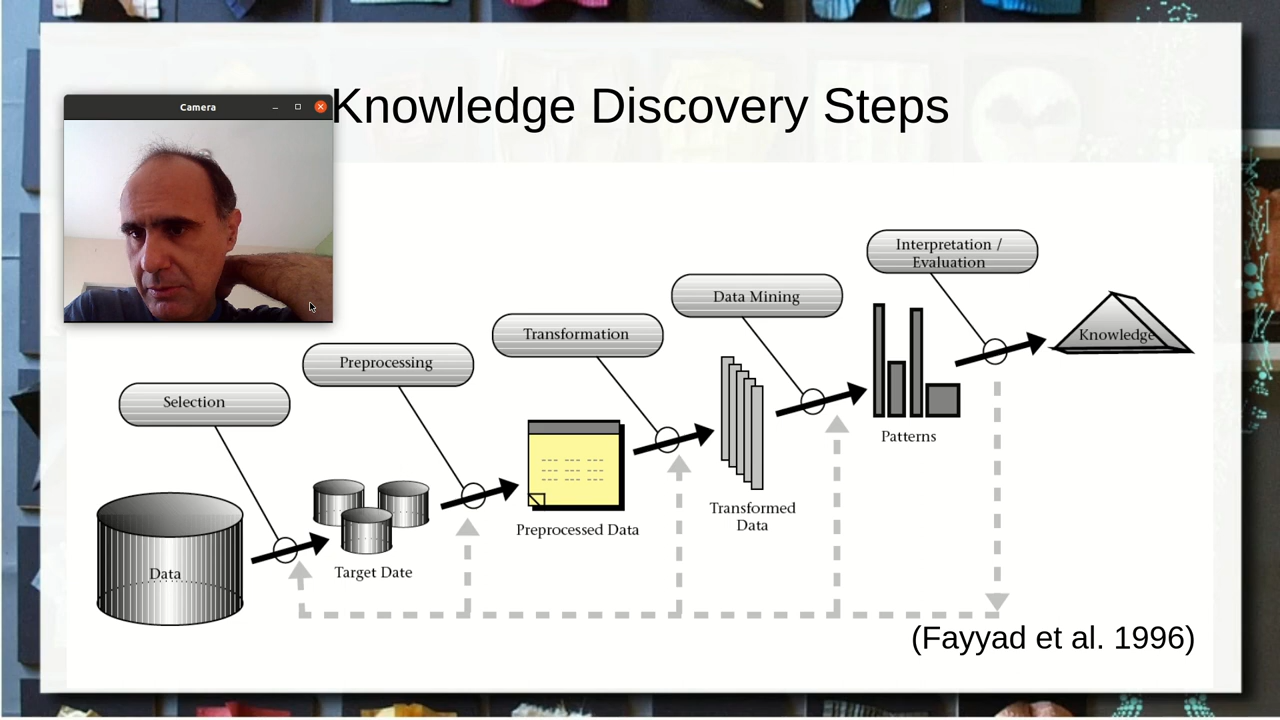 Camera
Knowledge Discovery Steps
Interpretation /
Evaluation
Data Mining
Transformation
Preprocessing
Selection
Knowledge
Patterns
Transformed
Data
Preprocessed Data
Target Date
Data
(Fayyad et al. 1996)